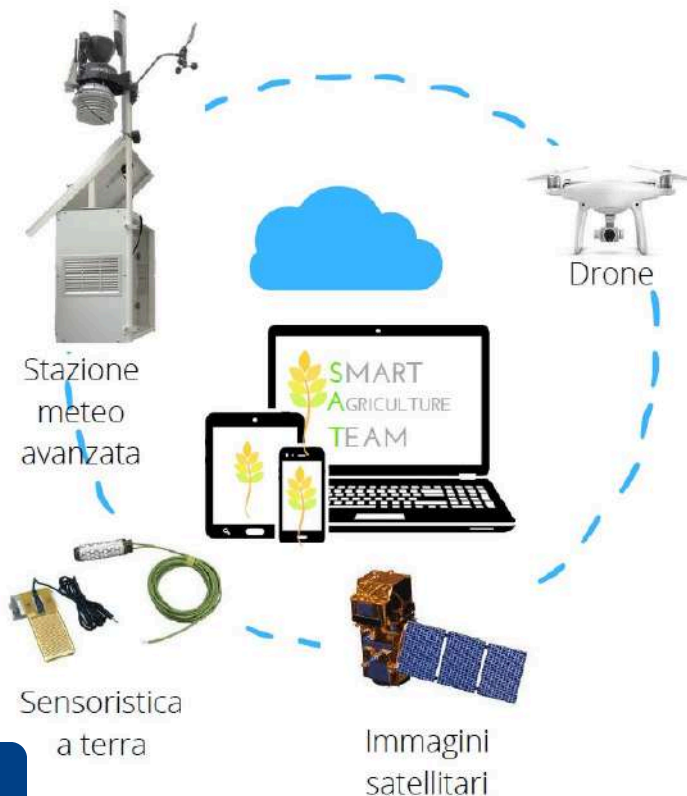 Drone
Stazione
meteo
avanzata
SMART
AGRICULTURE
TEAM
Sensoristica
a terra
Immagini
satellitari